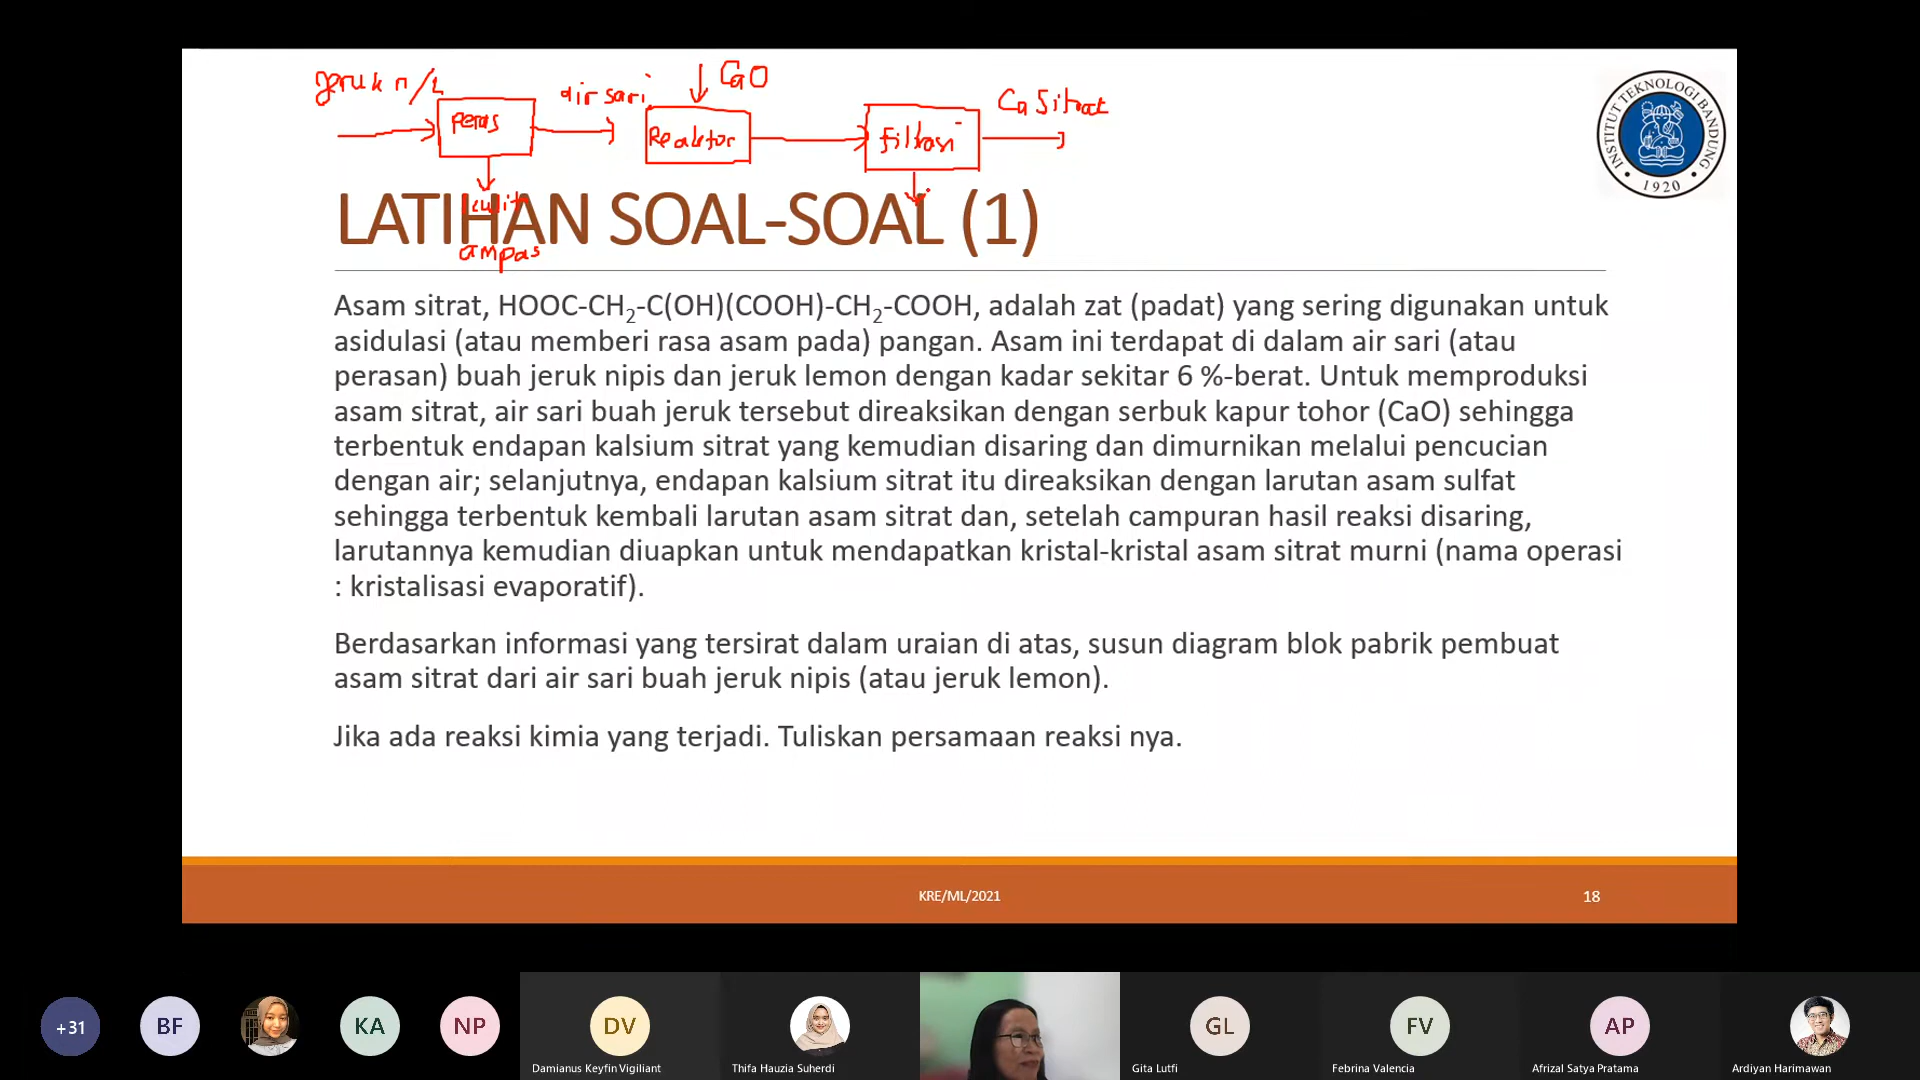 Jeruk n/L
CaO
air sari
Ca Sitrat
peras
Reaktor
filtrasi
kulit
ampas
INSTITUT TEKNOLOGI BANDUNG
1920
LATIHAN SOAL-SOAL (1)
Asam sitrat, HOOC-CH2-C(OH)(COOH)-CH2-COOH, adalah zat (padat) yang sering digunakan untuk
asidulasi (atau memberi rasa asam pada) pangan. Asam ini terdapat di dalam air sari (atau
perasan) buah jeruk nipis dan jeruk lemon dengan kadar sekitar 6 %-berat. Untuk memproduksi
asam sitrat, air sari buah jeruk tersebut direaksikan dengan serbuk kapur tohor (CaO) sehingga
terbentuk endapan kalsium sitrat yang kemudian disaring dan dimurnikan melalui pencucian
dengan air; selanjutnya, endapan kalsium sitrat itu direaksikan dengan larutan asam sulfat
sehingga terbentuk kembali larutan asam sitrat dan, setelah campuran hasil reaksi disaring,
larutannya kemudian diuapkan untuk mendapatkan kristal-kristal asam sitrat murni (nama operasi
: kristalisasi evaporatif).
Berdasarkan informasi yang tersirat dalam uraian di atas, susun diagram blok pabrik pembuat
asam sitrat dari air sari buah jeruk nipis (atau jeruk lemon).
Jika ada reaksi kimia yang terjadi. Tuliskan persamaan reaksi nya.
KRE/ML/2021
18
+31
BF
KA
NP
DV
GL
FV
AP
Damianus Keyfin Vigiliant
Thifa Hauzia Suherdi
Gita Lutfi
Febrina Valencia
Afrizal Satya Pratama
Ardiyan Harimawan